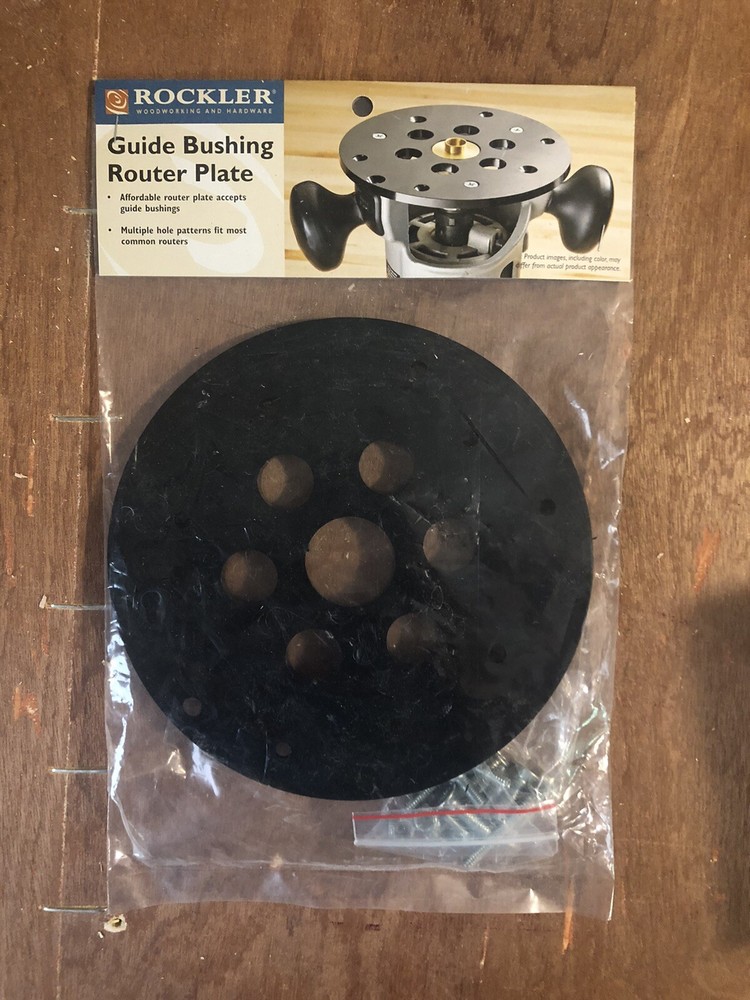 ROCKLER®
WOODWORKING AND HARDWARE
Guide Bushing
Router Plate
• Affordable router plate accepts
guide bushings
• Multiple hole patterns fit most
common routers
Product images, including color, may
differ from actual product appearance.